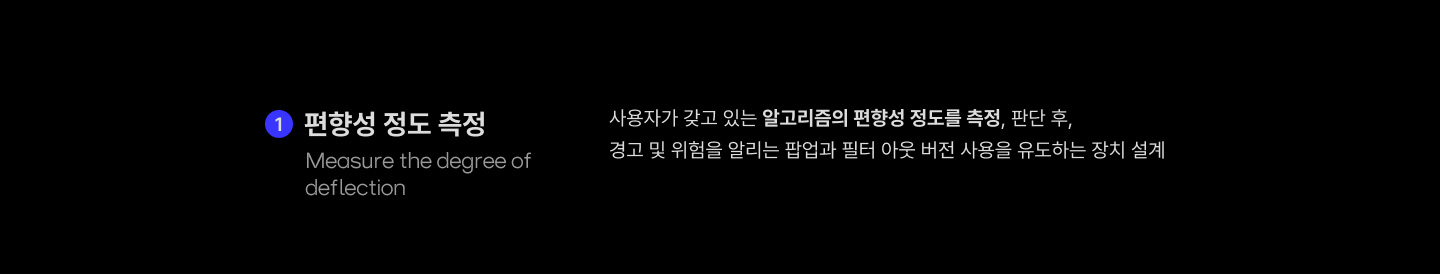 1 편향성 정도 측정
Measure the degree of
deflection
사용자가 갖고 있는 알고리즘의 편향성 정도를 측정, 판단 후,
경고 및 위험을 알리는 팝업과 필터 아웃 버전 사용을 유도하는 장치 설계